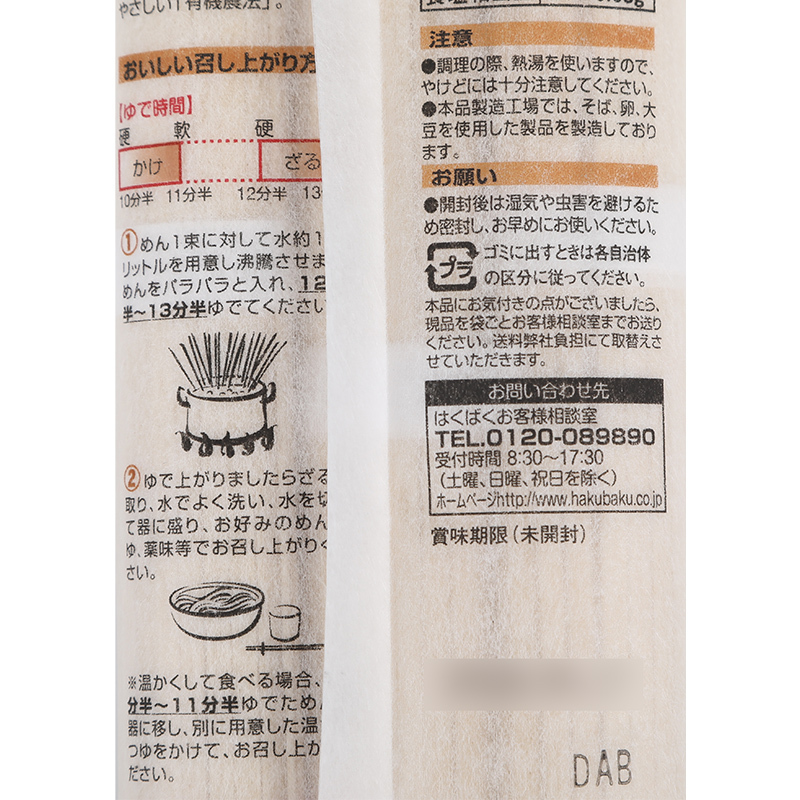 やさしい「有機農法」。
おいしい召し上がり方
【ゆで時間】
硬 軟 硬
かけ ざる
10分半 11分半 12分半 13
①めん1束に対して水約1
リットルを用意し沸騰させま
めんをバラバラと入れ、12
半〜13分半ゆでてください
②ゆで上がりましたらざる
取り、水でよく洗い、水を切
て器に盛り、お好みのめん
ゆ、薬味等でお召し上がりく
さい。
※温かくして食べる場合、
分半〜11分半ゆでため
器に移し、別に用意した温
つゆをかけて、お召し上が
ださい。
注意
●調理の際、熱湯を使いますので、
やけどには十分注意してください。
●本品製造工場では、そば、卵、大
豆を使用した製品を製造しており
ます。
お願い
●開封後は湿気や虫害を避けるた
め密封し、お早めにお使いください。
プラ
ゴミに出すときは各自治体
の区分に従ってください。
本品にお気付きの点がございましたら、
現品を袋ごとお客様相談室までお送り
ください。送料弊社負担にて取替えさ
せていただきます。
お問い合わせ先
はくばくお客様相談室
TEL.0120-089890
受付時間 8:30〜17:30
(土曜、日曜、祝日を除く)
ホームページhttp://www.hakubaku.co.jp
賞味期限(未開封)
DAB